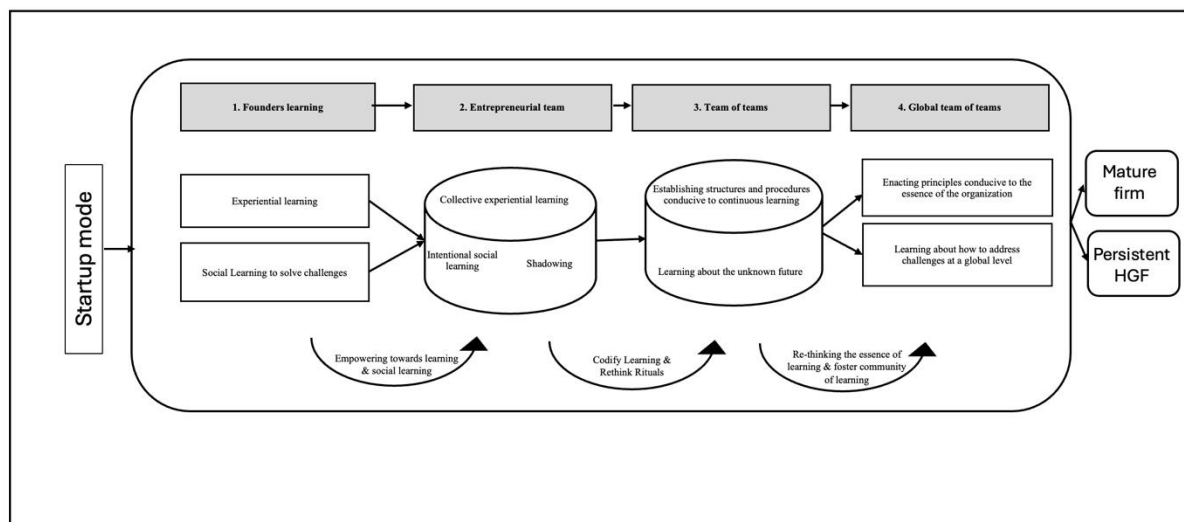 Startup mode
1. Founders learning
2. Entrepreneurial team
3. Team of teams
4. Global team of teams
Experiential learning
Social Learning to solve challenges
Collective experiential learning
Intentional social
learning
Shadowing
Establishing structures and procedures
conducive to continuous learning
Learning about the unknown future
Enacting principles conducive to the
essence of the organization
Learning about how to address
challenges at a global level
Empowering towards learning
& social learning
Codify Learning &
Rethink Rituals
Re-thinking the essence of
learning & foster community
of learning
Mature
firm
Persistent
HGF